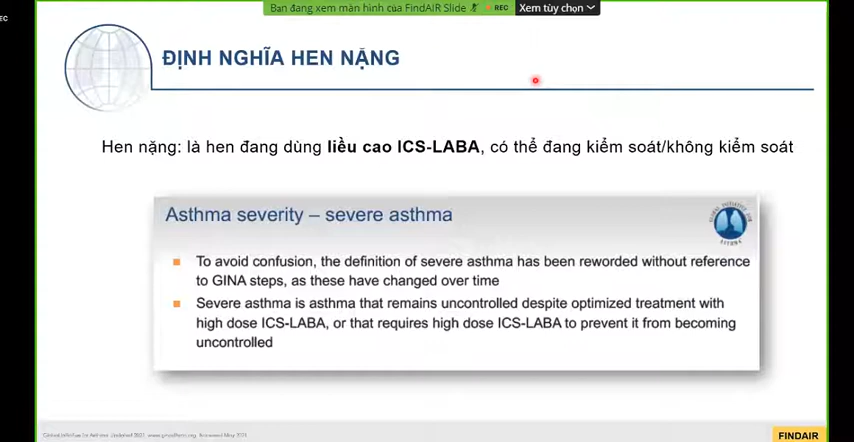 Bạn đang xem màn hình của FindAIR Slide
REC
Xem tùy chọn
REC
ĐỊNH NGHĨA HEN NẶNG
Hen nặng: là hen đang dùng liều cao ICS-LABA, có thể đang kiểm soát/không kiểm soát
Asthma severity – severe asthma
To avoid confusion, the definition of severe asthma has been reworded without reference
to GINA steps, as these have changed over time
Severe asthma is asthma that remains uncontrolled despite optimized treatment with
high dose ICS-LABA, or that requires high dose ICS-LABA to prevent it from becoming
uncontrolled
FINDAIR